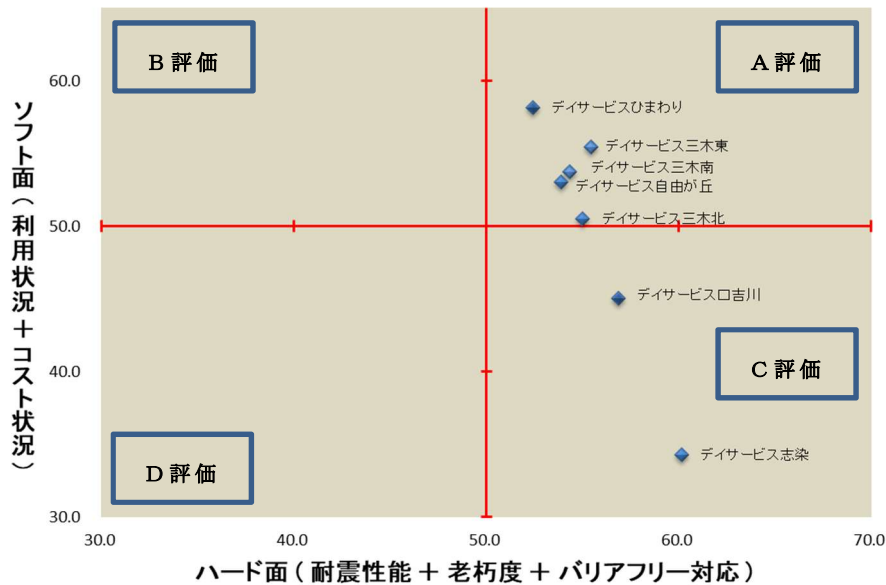 B評価
A評価
60.0
デイサービスひまわり
デイサービス三木東
デイサービス三木南
デイサービス自由が丘
デイサービス三木北
50.0
デイサービス口吉川
C評価
40.0
デイサービス志染
D評価
30.0
30.0 40.0 50.0 60.0 70.0
ソフト面(利用状況+コスト状況)
ハード面(耐震性能+老朽度+バリアフリー対応)